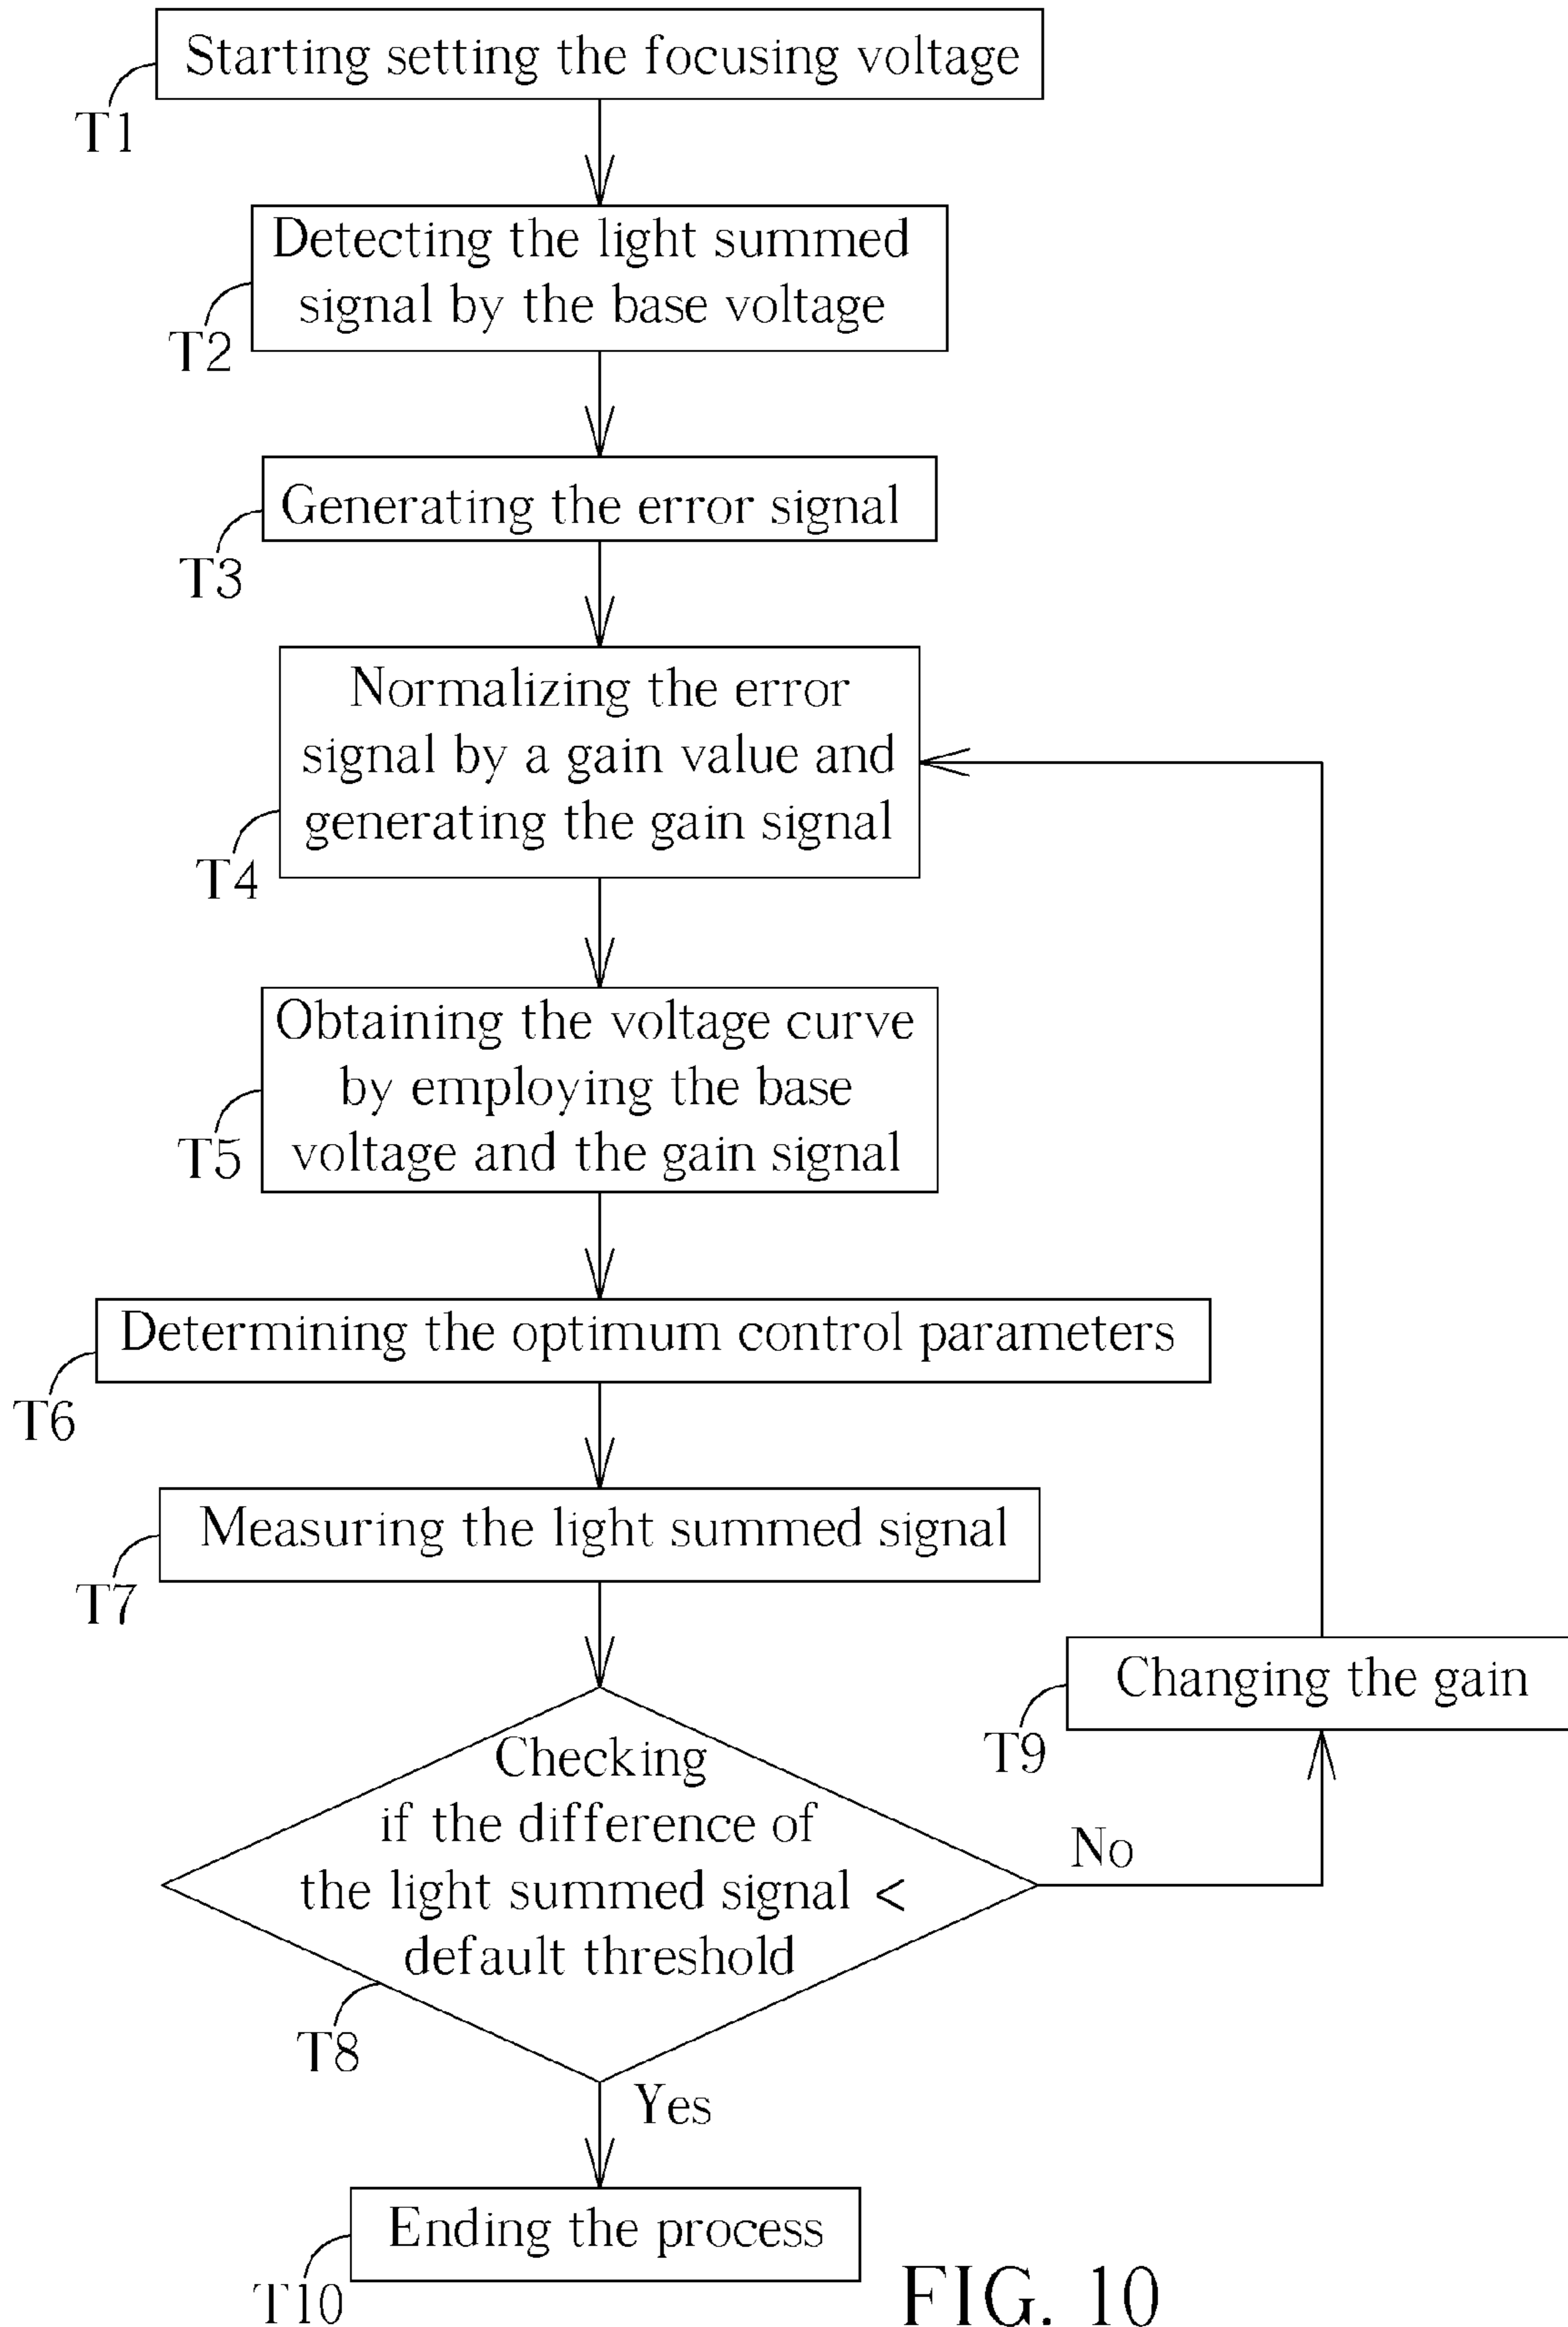 Starting setting the focusing voltage
T1
Detecting the light summed
signal by the base voltage
T2
Generating the error signal
T3
Normalizing the error
signal by a gain value and
generating the gain signal
T4
Obtaining the voltage curve
by employing the base
voltage and the gain signal
T5
Determining the optimum control parameters
T6
Measuring the light summed signal
T7
Changing the gain
T9
Checking
if the difference of
the light summed signal <
default threshold
T8
No
Yes
Ending the process
T10
FIG. 10